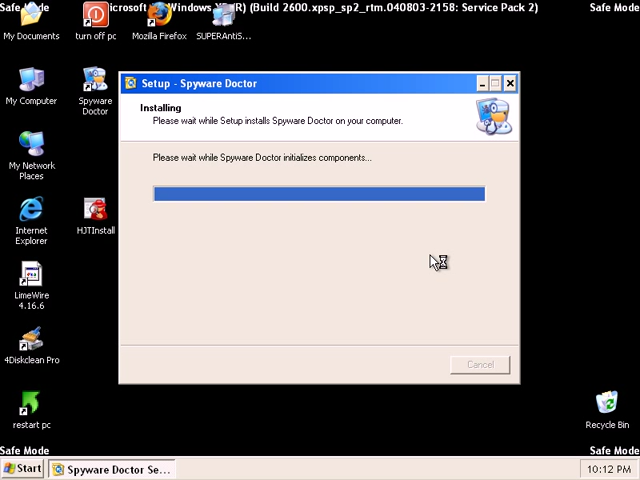 Safe Mode
Microsoft Windows XP (R) (Build 2600.xpsp_sp2_rtm.040803-2158: Service Pack 2)
Safe Mode
My Documents
turn off pc
Mozilla Firefox
SUPERAntiS...
My Computer
Spyware Doctor
My Network Places
Internet Explorer
HJTInstall
LimeWire 4.16.6
4Diskclean Pro
restart pc
Setup - Spyware Doctor
Installing
Please wait while Setup installs Spyware Doctor on your computer.
Please wait while Spyware Doctor initializes components...
Cancel
Recycle Bin
Safe Mode
Safe Mode
Start
Spyware Doctor Se...
10:12 PM